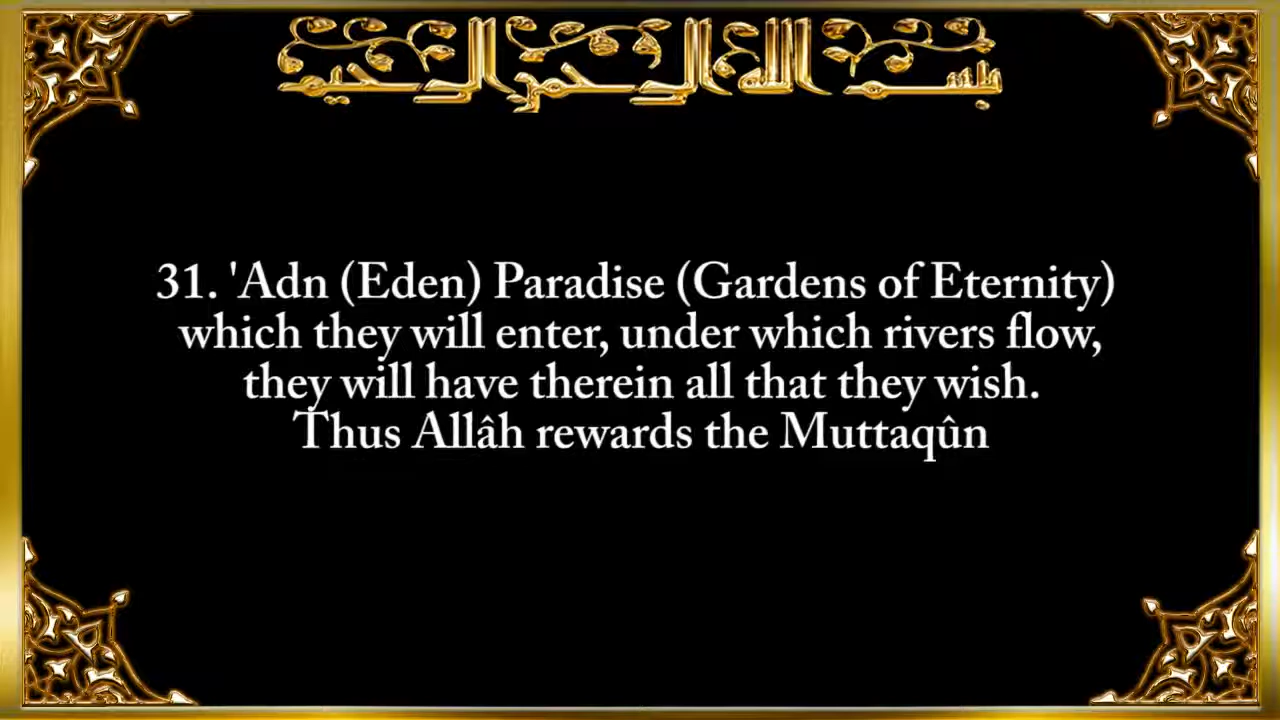 بسم الله الرحمن الرحيم
31. 'Adn (Eden) Paradise (Gardens of Eternity)
which they will enter, under which rivers flow,
they will have therein all that they wish.
Thus Allâh rewards the Muttaqûn